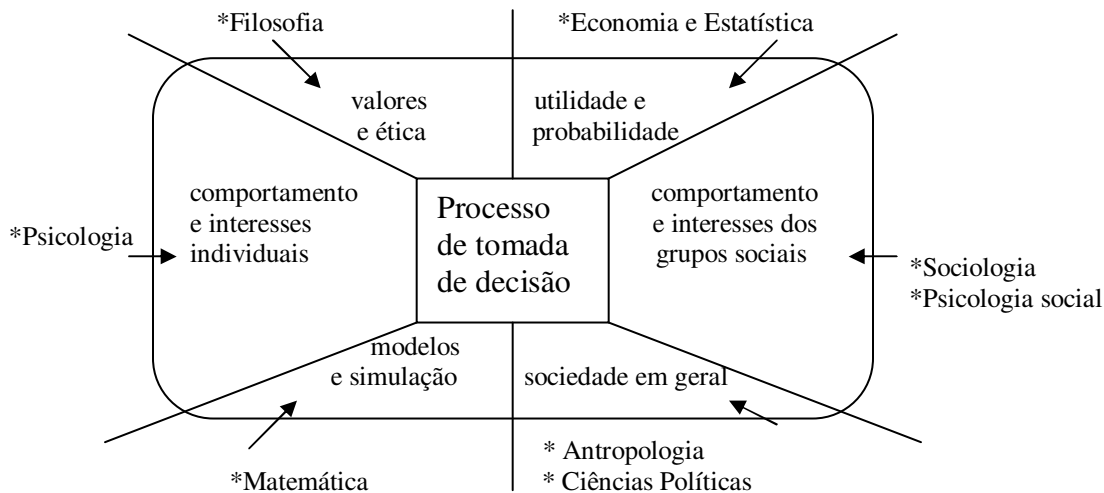 *Filosofia
*Economia e Estatística
valores
e ética
utilidade e
probabilidade
*Psicologia
comportamento
e interesses
individuais
Processo
de tomada
de decisão
comportamento
e interesses dos
grupos sociais
*Sociologia
*Psicologia social
modelos
e simulação
sociedade em geral
*Matemática
* Antropologia
* Ciências Políticas